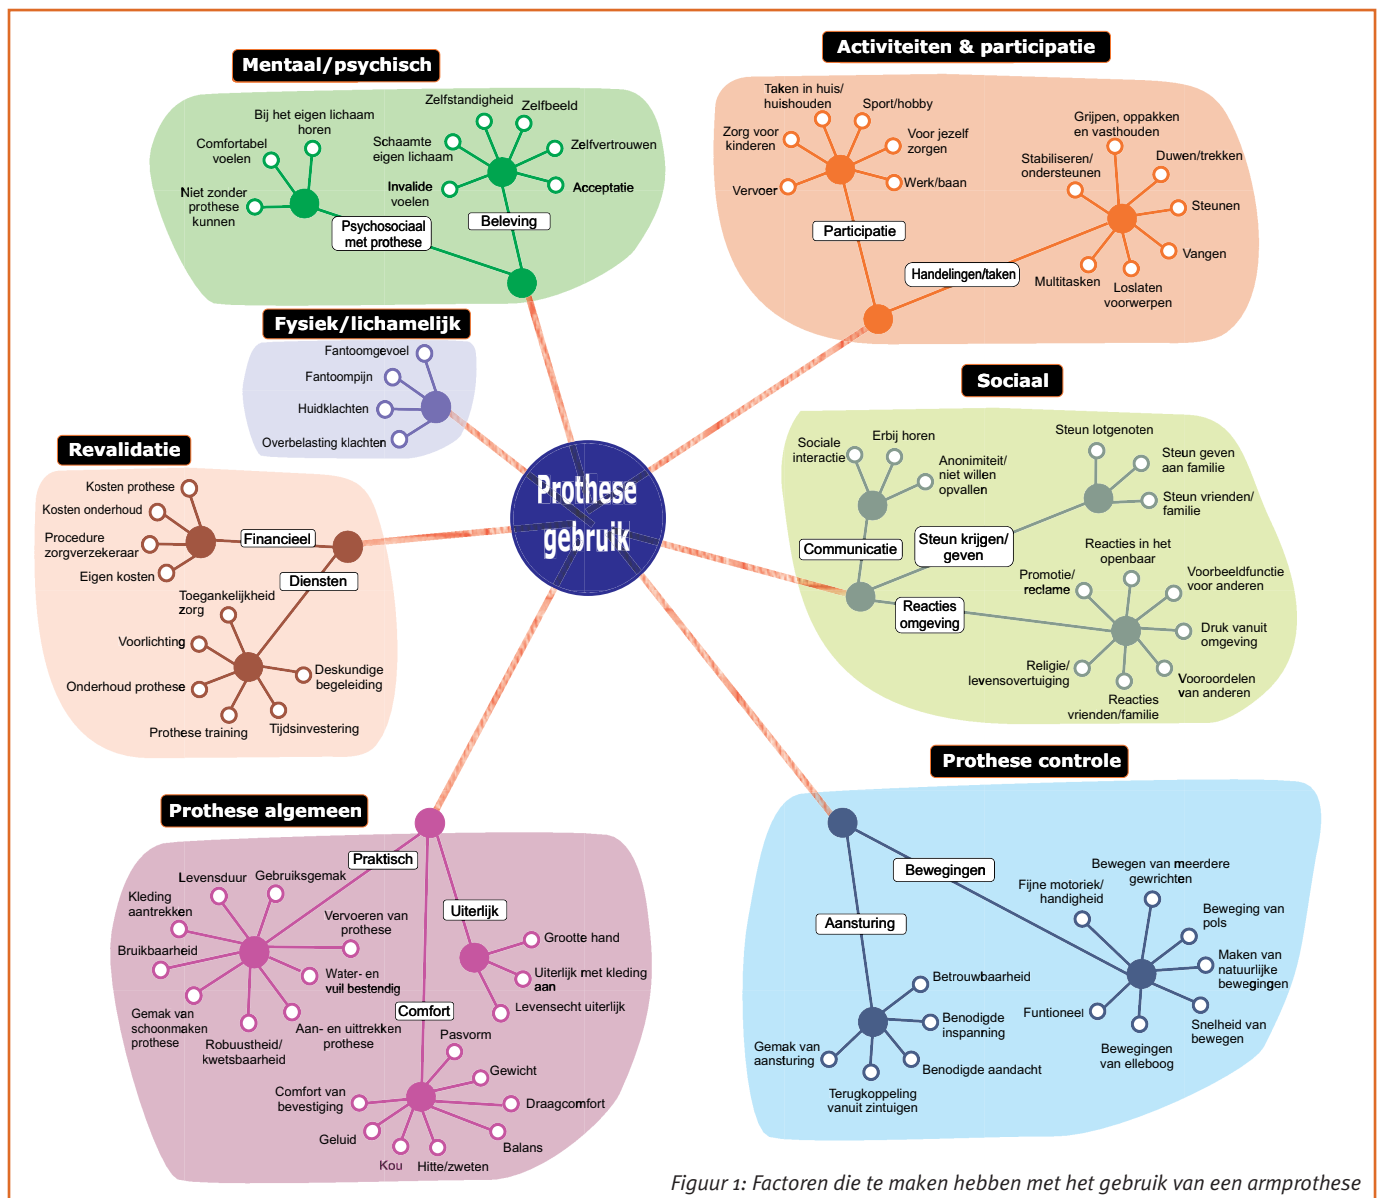 Mentaal/psychisch
Bij het eigen lichaam
horen
Comfortabel
voelen
Niet zonder
prothese
kunnen
Psychosociaal
met prothese
Zelfstandigheid
Zelfbeeld
Schaamte
eigen lichaam
Zelfvertrouwen
Invalide
voelen
Acceptatie
Beleving
Activiteiten & participatie
Taken in huis/
huishouden
Sport/hobby
Zorg voor
kinderen
Voor jezelf
zorgen
Vervoer
Werk/baan
Participatie
Grijpen, oppakken
en vasthouden
Stabiliseren/
ondersteunen
Duwen/trekken
Steunen
Vangen
Multitasken
Loslaten
voorwerpen
Handelingen/taken
Fysiek/lichamelijk
Fantoomgevoel
Fantoompijn
Huidklachten
Overbelasting klachten
Sociaal
Sociale
interactie
Erbij horen
Anonimiteit/
niet willen
opvallen
Communicatie
Steun lotgenoten
Steun geven
aan familie
Steun vrienden/
familie
Steun krijgen/
geven
Reacties in het
openbaar
Promotie/
reclame
Voorbeeldfunctie
voor anderen
Druk vanuit
omgeving
Religie/
levensovertuiging
Vooroordelen
van anderen
Reacties
vrienden/familie
Reacties
omgeving
Revalidatie
Kosten prothese
Kosten onderhoud
Procedure
zorgverzekeraar
Eigen kosten
Financieel
Diensten
Toegankelijkheid
zorg
Voorlichting
Onderhoud prothese
Deskundige
begeleiding
Prothese training
Tijdsinvestering
Prothese
gebruik
Prothese algemeen
Praktisch
Levensduur
Gebruiksgemak
Kleding
aantrekken
Vervoeren van
prothese
Bruikbaarheid
Water- en
vuil bestendig
Gemak van
schoonmaken
prothese
Robuustheid/
kwetsbaarheid
Aan- en uittrekken
prothese
Uiterlijk
Grootte hand
Uiterlijk met kleding
aan
Levensecht uiterlijk
Comfort
Pasvorm
Gewicht
Comfort van
bevestiging
Draagcomfort
Geluid
Balans
Kou
Hitte/zweten
Prothese controle
Bewegingen
Aansturing
Bewegen van meerdere
gewrichten
Fijne motoriek/
handigheid
Beweging van
pols
Maken van
natuurlijke
bewegingen
Funtioneel
Snelheid van
bewegen
Bewegingen
van elleboog
Betrouwbaarheid
Benodigde
inspanning
Gemak van
aansturing
Benodigde aandacht
Terugkoppeling
vanuit zintuigen
Figuur 1: Factoren die te maken hebben met het gebruik van een armprothese